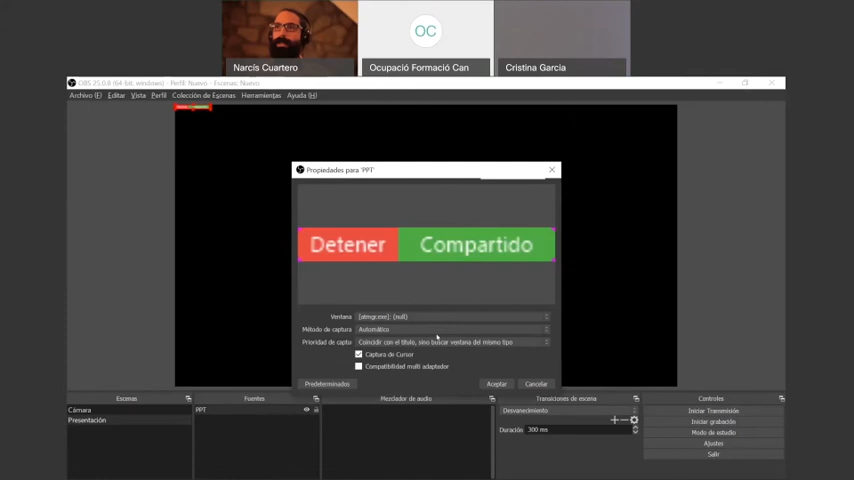 OC
Narcís Cuartero
Ocupació Formació Can
Cristina Garcia
OBS 25.0.8 (64-bit, windows) - Perfil: Nuevo - Escenas: Nuevo
Archivo (F) Editar Vista Perfil Colección de Escenas Herramientas Ayuda (H)
Propiedades para 'PPT'
Detener Compartido
Ventana [atmgr.exe]: (null)
Método de captura Automático
Prioridad de captu Coincidir con el título, sino buscar ventana del mismo tipo
Captura de Cursor
Compatibilidad multi adaptador
Predeterminados Aceptar Cancelar
Escenas Fuentes Mezclador de audio Transiciones de escena Controles
Cámara
Presentación
PPT
Desvanecimiento
Duración 300 ms
Iniciar Transmisión
Iniciar grabación
Modo de estudio
Ajustes
Salir